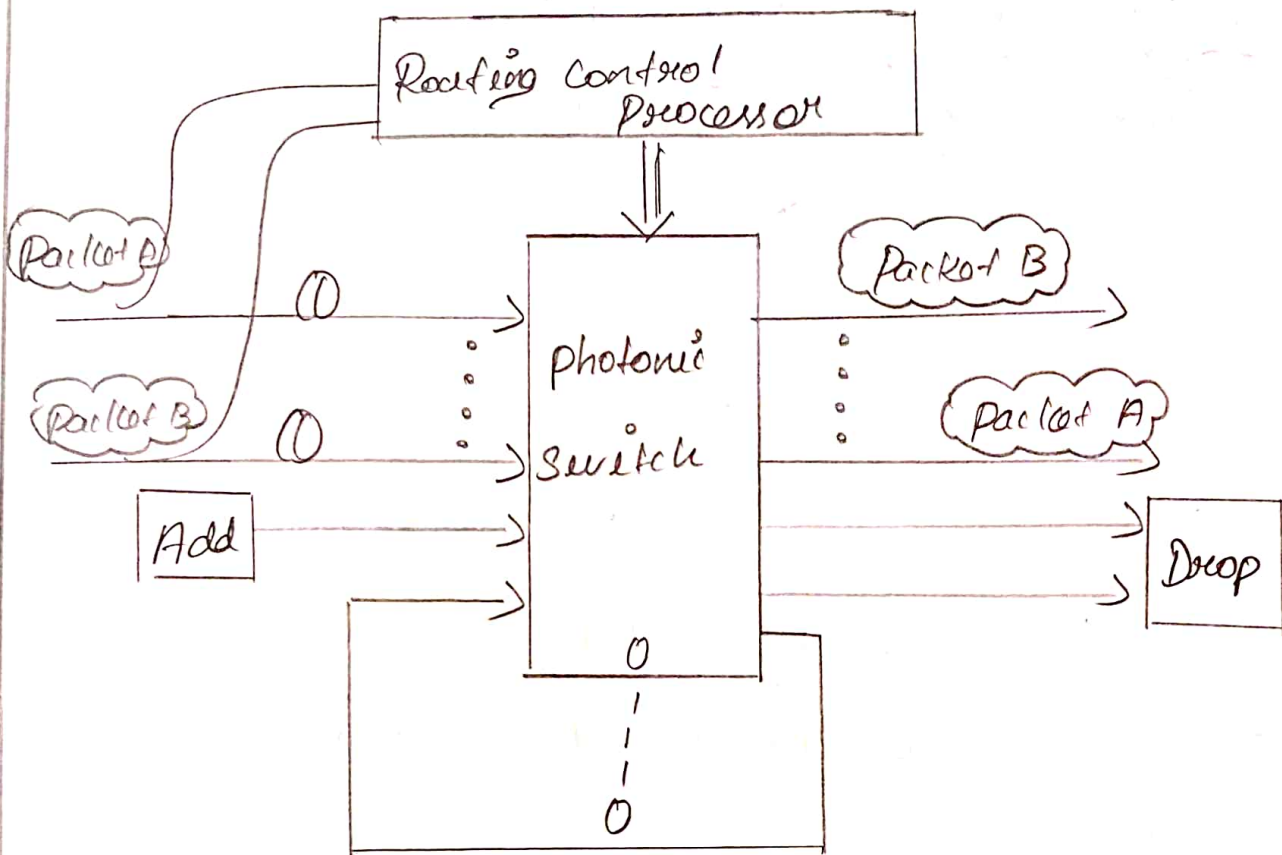 Routing Control
Processor
Packet A
Packet B
Packet B
Packet A
Photonic
Switch
Add
Drop